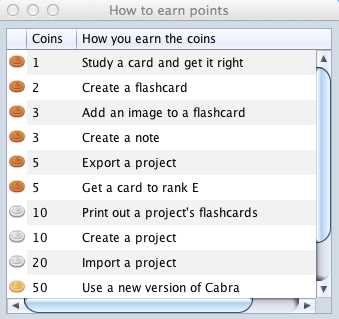 How to earn points
Coins How you earn the coins
1 Study a card and get it right
2 Create a flashcard
3 Add an image to a flashcard
3 Create a note
5 Export a project
5 Get a card to rank E
10 Print out a project's flashcards
10 Create a project
20 Import a project
50 Use a new version of Cabra